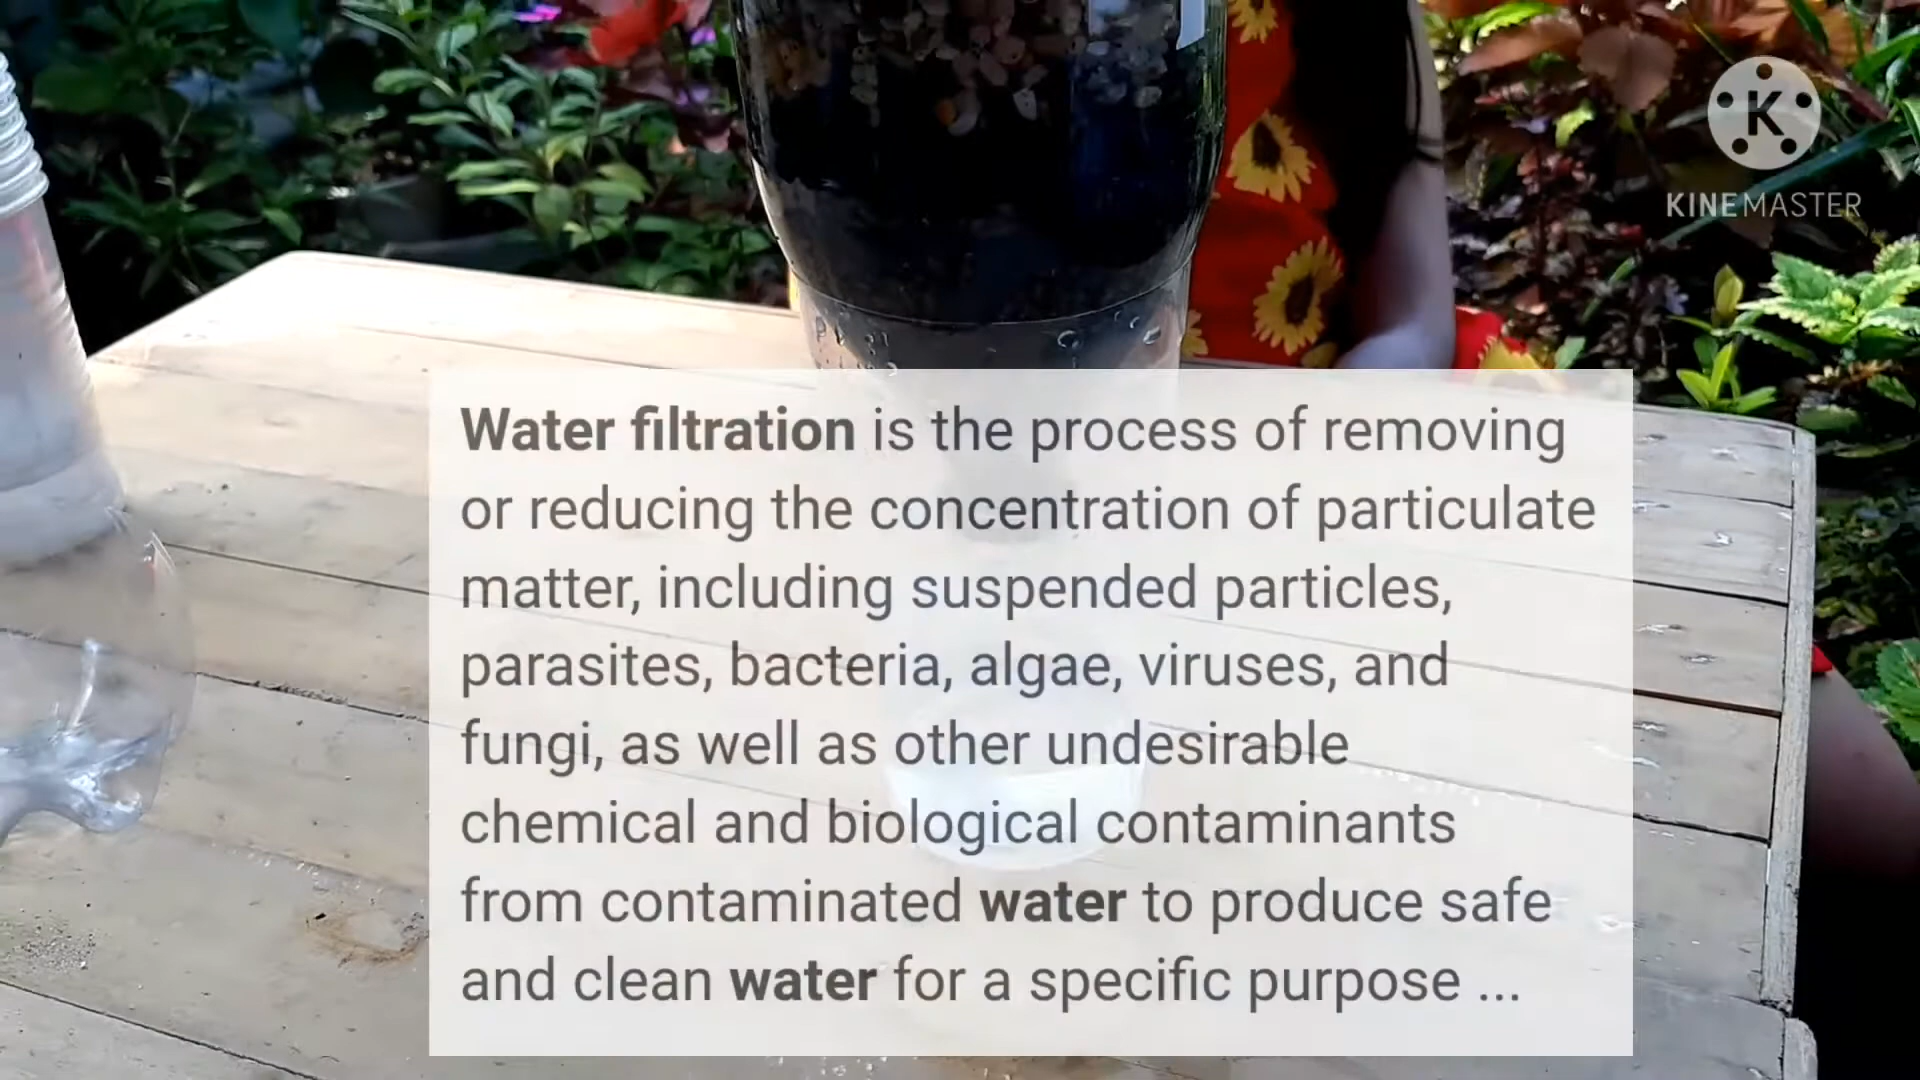 K
KINEMASTER
Water filtration is the process of removing
or reducing the concentration of particulate
matter, including suspended particles,
parasites, bacteria, algae, viruses, and
fungi, as well as other undesirable
chemical and biological contaminants
from contaminated water to produce safe
and clean water for a specific purpose ...